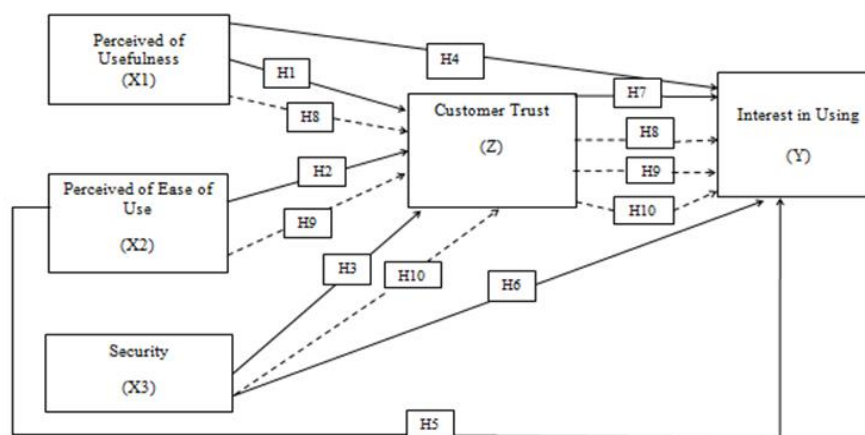 Perceived of
Usefulness
(X1)
H4
H1
H8
H7
Customer Trust
(Z)
Interest in Using
(Y)
H8
H9
H10
H2
Perceived of Ease of
Use
(X2)
H9
H3
H10
H6
Security
(X3)
H5